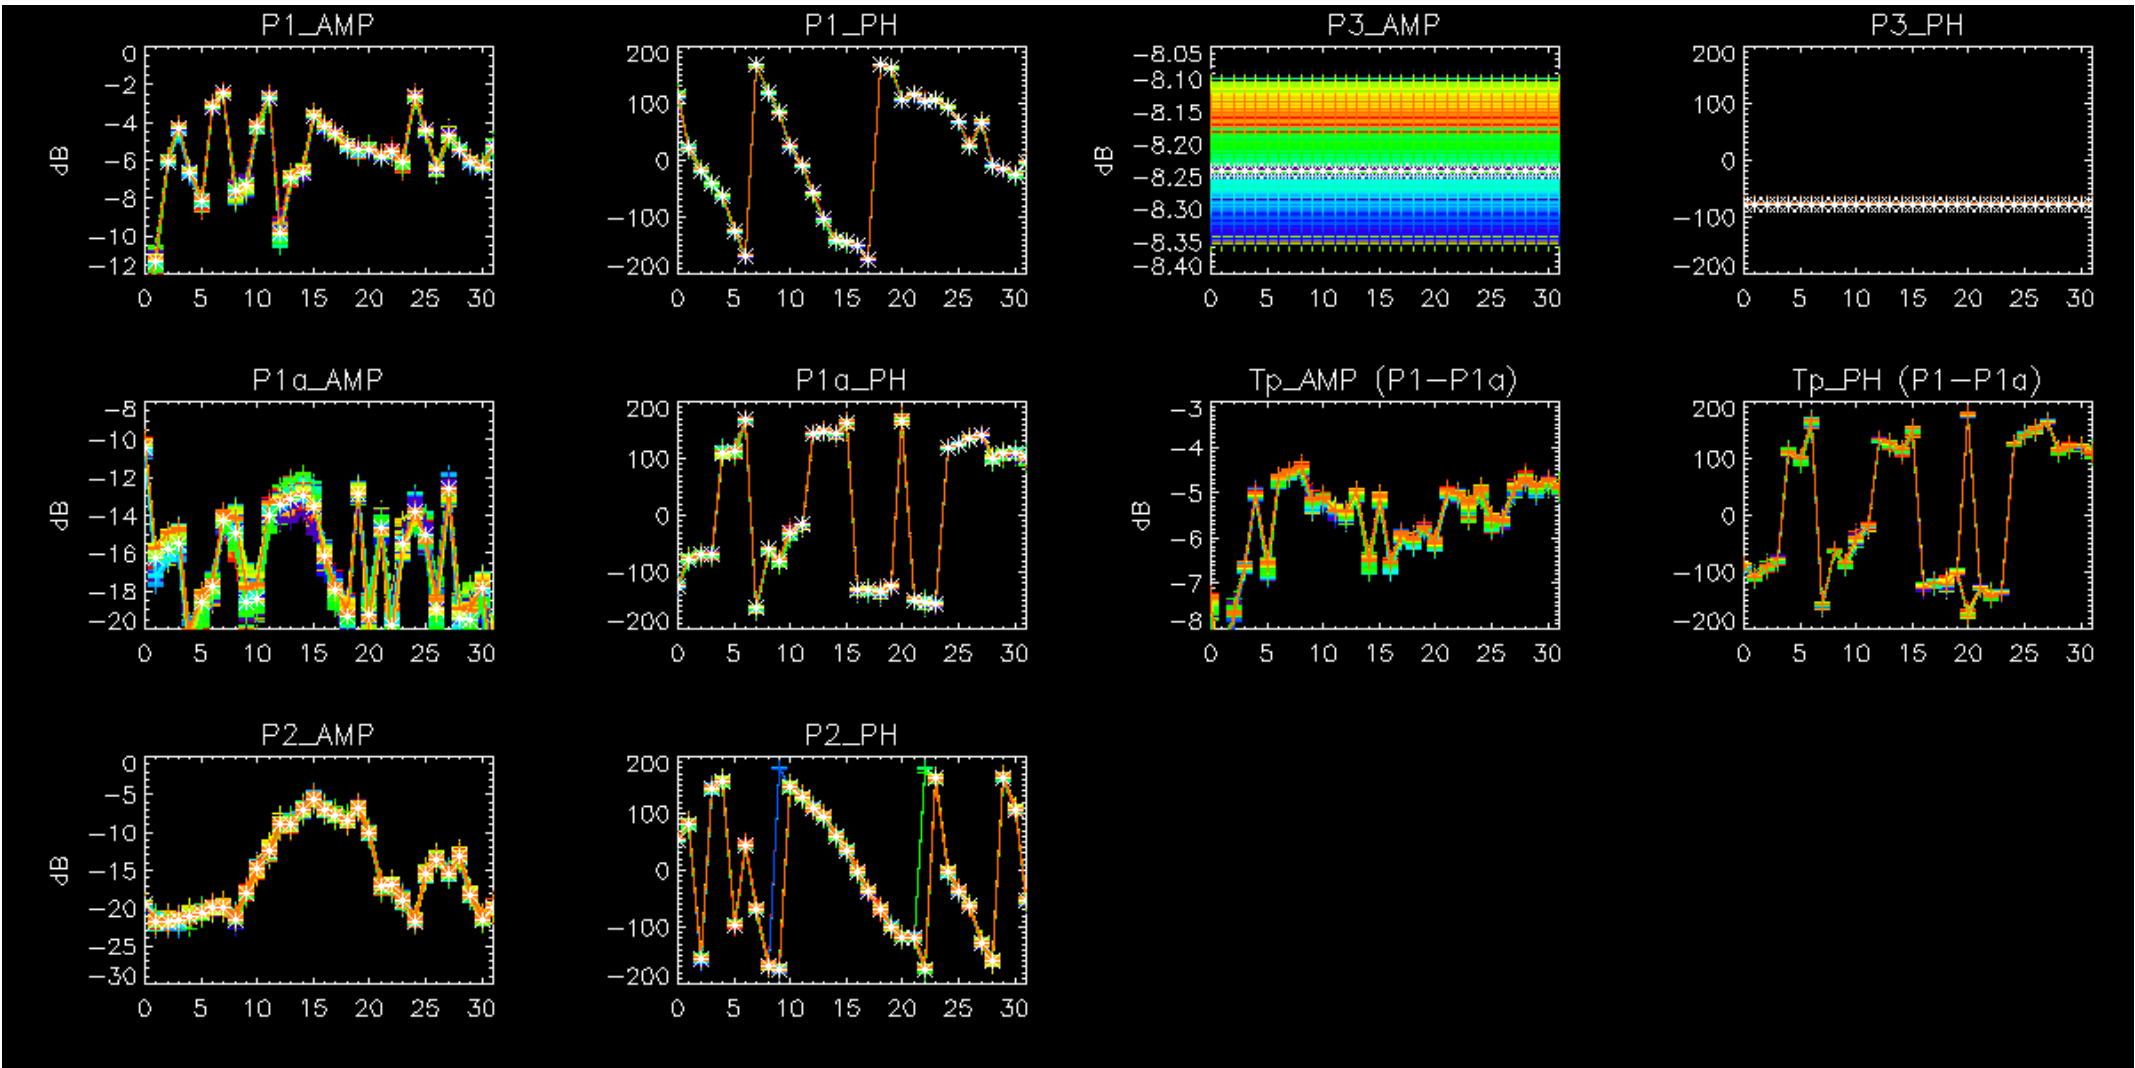 P1_AMP
P1_PH
P3_AMP
P3_PH
0
-2
-4
-6
-8
-10
-12
dB
0 5 10 15 20 25 30
200
100
0
-100
-200
0 5 10 15 20 25 30
-8.05
-8.10
-8.15
-8.20
-8.25
-8.30
-8.35
-8.40
dB
0 5 10 15 20 25 30
200
100
0
-100
-200
0 5 10 15 20 25 30
P1a_AMP
P1a_PH
Tp_AMP (P1-P1a)
Tp_PH (P1-P1a)
-8
-10
-12
-14
-16
-18
-20
dB
0 5 10 15 20 25 30
200
100
0
-100
-200
0 5 10 15 20 25 30
-3
-4
-5
-6
-7
-8
dB
0 5 10 15 20 25 30
200
100
0
-100
-200
0 5 10 15 20 25 30
P2_AMP
P2_PH
0
-5
-10
-15
-20
-25
-30
dB
0 5 10 15 20 25 30
200
100
0
-100
-200
0 5 10 15 20 25 30